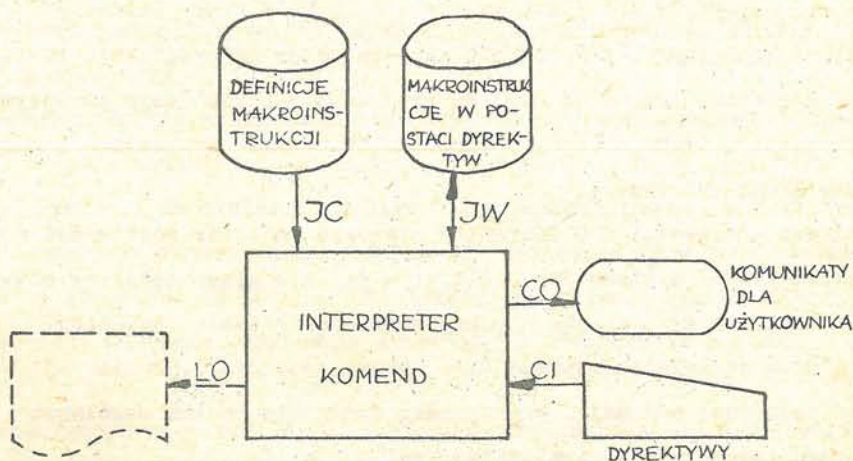 DEFINICJE
MAKROINS-
TRUKCJI
MAKROINSTRUK
CJE W PO-
STACI DYREK-
TYW
JC
JW
INTERPRETER
KOMEND
CO
KOMUNIKATY
DLA
UŻYTKOWNIKA
LO
CI
DYREKTYWY